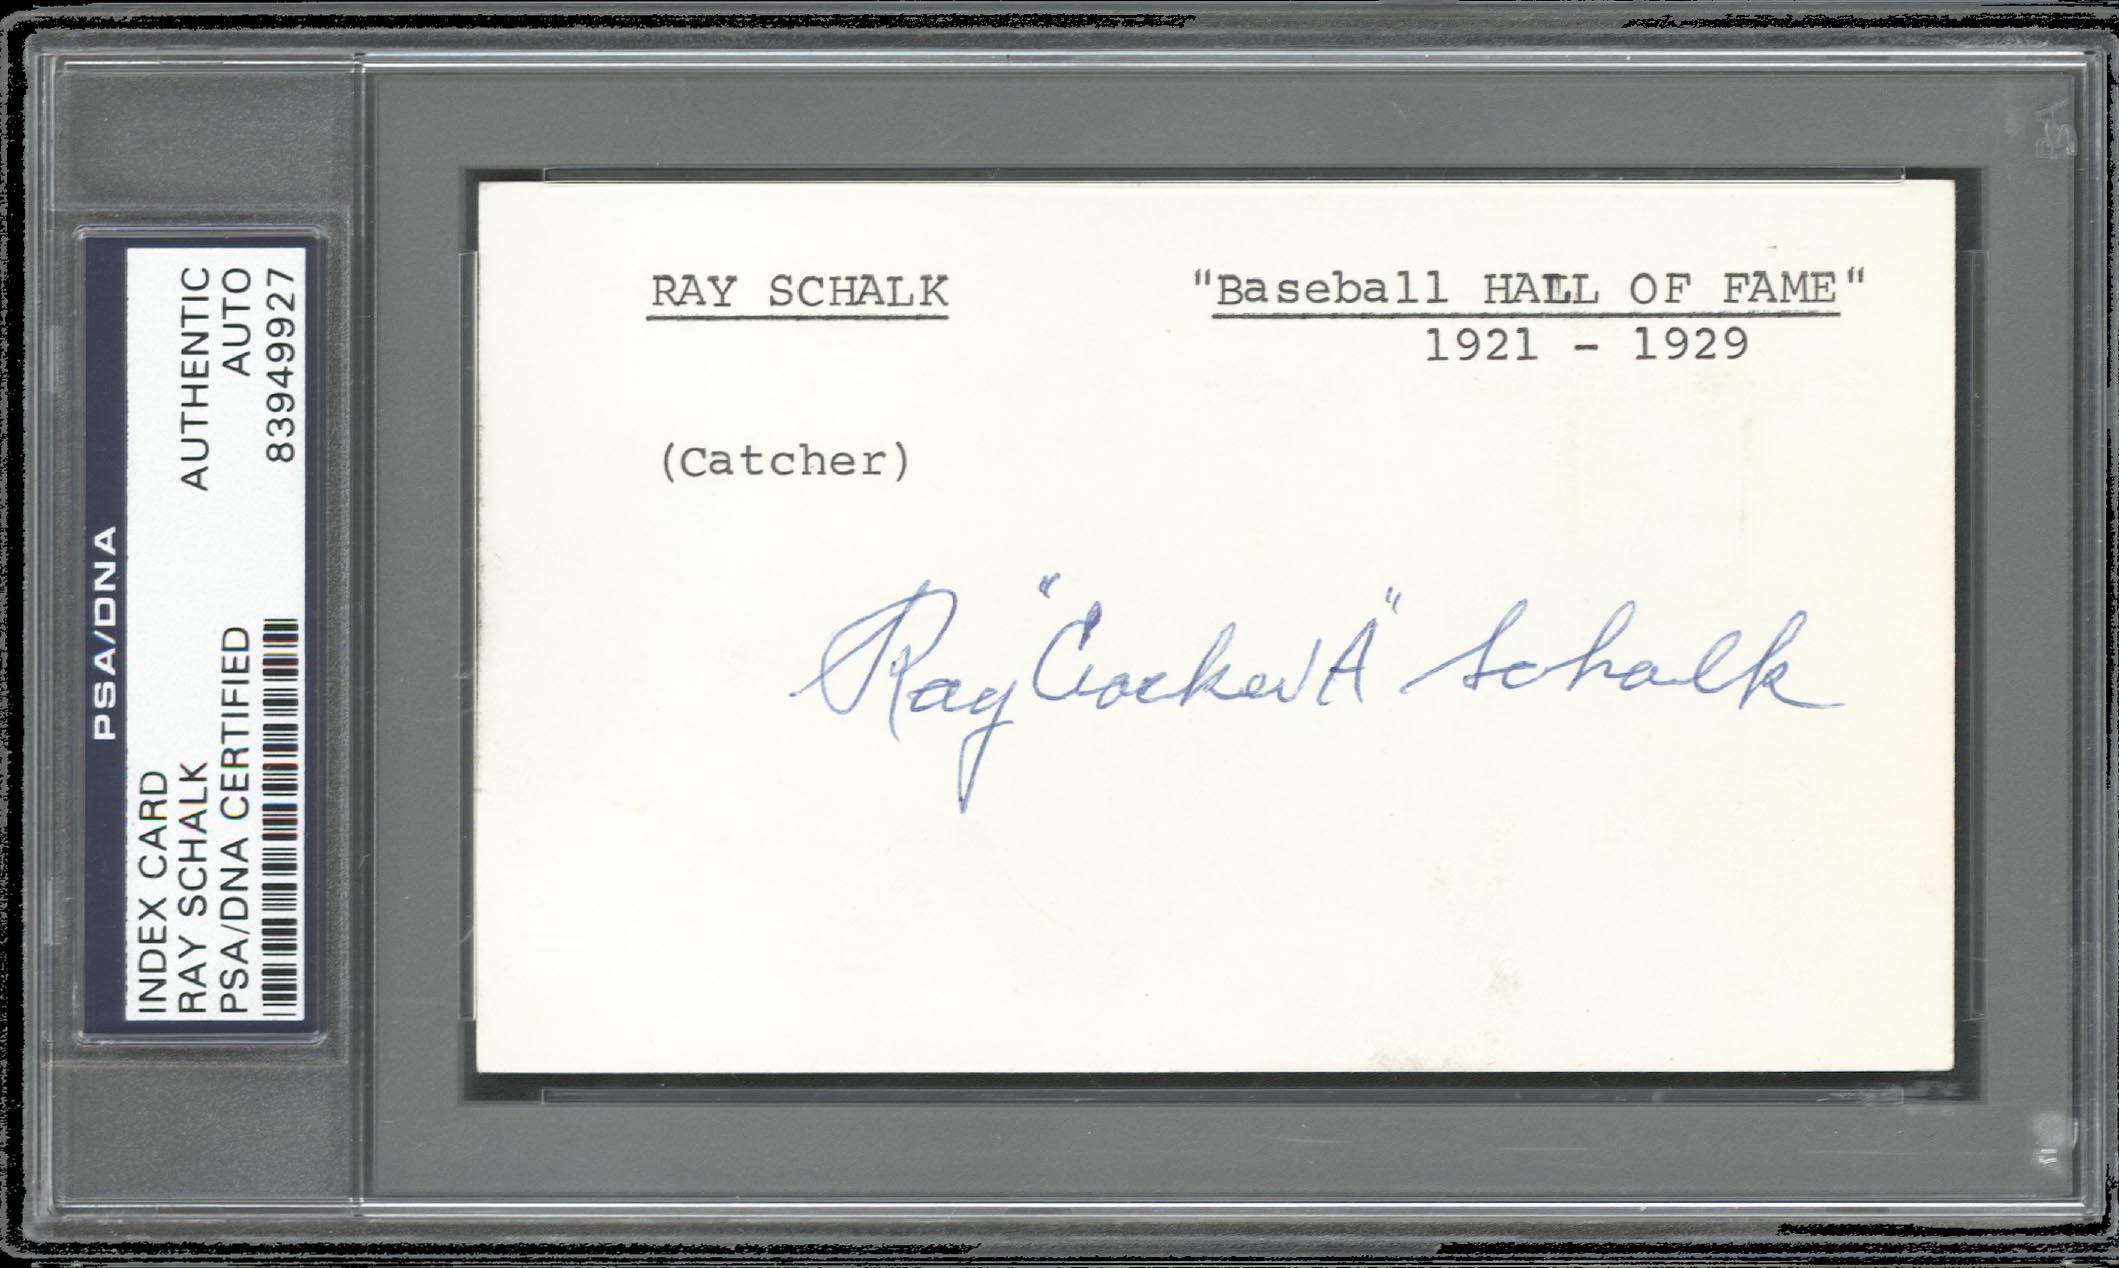 PSA/DNA
INDEX CARD
RAY SCHALK
PSA/DNA CERTIFIED
AUTHENTIC
AUTO
83949927
RAY SCHALK
"Baseball HALL OF FAME"
1921 - 1929
(Catcher)
Ray "Cracker" Schalk